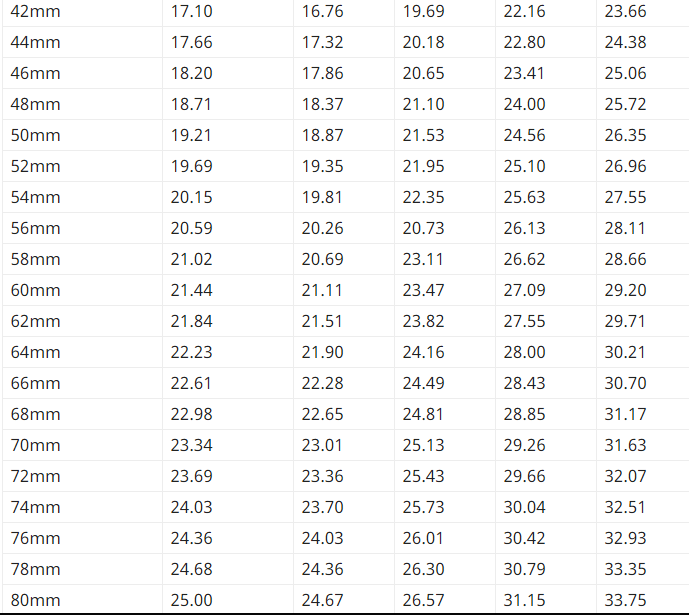 42mm 17.10 16.76 19.69 22.16 23.66
44mm 17.66 17.32 20.18 22.80 24.38
46mm 18.20 17.86 20.65 23.41 25.06
48mm 18.71 18.37 21.10 24.00 25.72
50mm 19.21 18.87 21.53 24.56 26.35
52mm 19.69 19.35 21.95 25.10 26.96
54mm 20.15 19.81 22.35 25.63 27.55
56mm 20.59 20.26 20.73 26.13 28.11
58mm 21.02 20.69 23.11 26.62 28.66
60mm 21.44 21.11 23.47 27.09 29.20
62mm 21.84 21.51 23.82 27.55 29.71
64mm 22.23 21.90 24.16 28.00 30.21
66mm 22.61 22.28 24.49 28.43 30.70
68mm 22.98 22.65 24.81 28.85 31.17
70mm 23.34 23.01 25.13 29.26 31.63
72mm 23.69 23.36 25.43 29.66 32.07
74mm 24.03 23.70 25.73 30.04 32.51
76mm 24.36 24.03 26.01 30.42 32.93
78mm 24.68 24.36 26.30 30.79 33.35
80mm 25.00 24.67 26.57 31.15 33.75